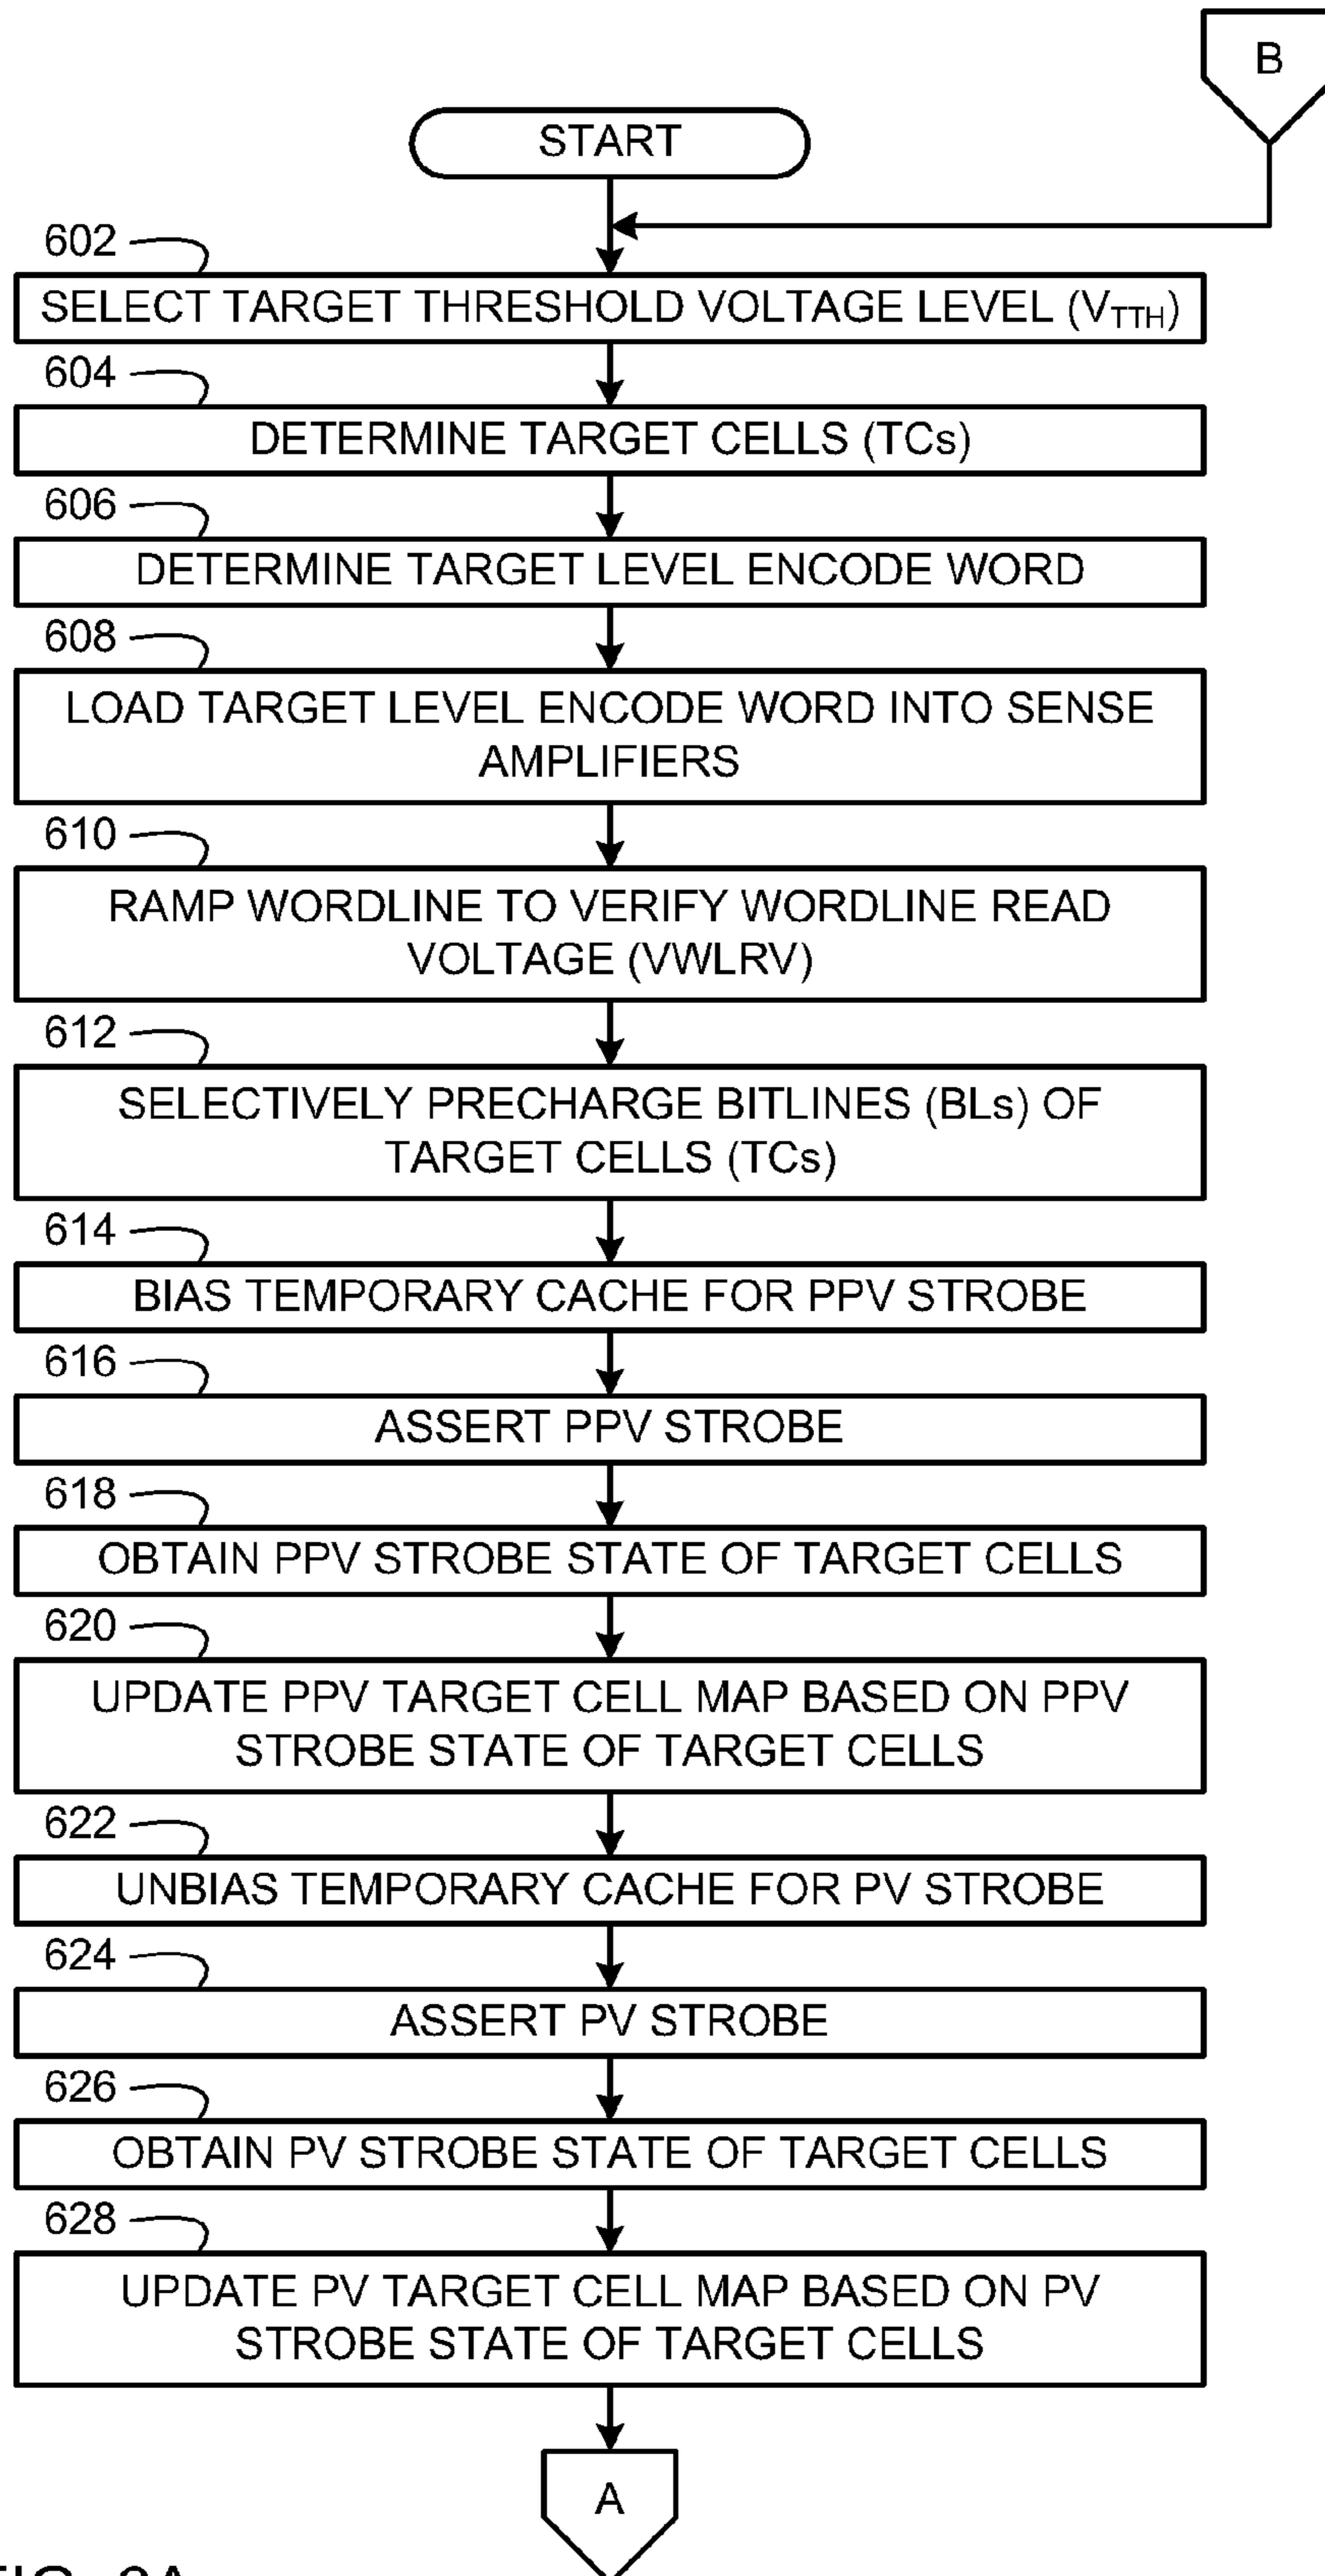 B
START
602
SELECT TARGET THRESHOLD VOLTAGE LEVEL (VTTH)
604
DETERMINE TARGET CELLS (TCs)
606
DETERMINE TARGET LEVEL ENCODE WORD
608
LOAD TARGET LEVEL ENCODE WORD INTO SENSE
AMPLIFIERS
610
RAMP WORDLINE TO VERIFY WORDLINE READ
VOLTAGE (VWLRV)
612
SELECTIVELY PRECHARGE BITLINES (BLs) OF
TARGET CELLS (TCs)
614
BIAS TEMPORARY CACHE FOR PPV STROBE
616
ASSERT PPV STROBE
618
OBTAIN PPV STROBE STATE OF TARGET CELLS
620
UPDATE PPV TARGET CELL MAP BASED ON PPV
STROBE STATE OF TARGET CELLS
622
UNBIAS TEMPORARY CACHE FOR PV STROBE
624
ASSERT PV STROBE
626
OBTAIN PV STROBE STATE OF TARGET CELLS
628
UPDATE PV TARGET CELL MAP BASED ON PV
STROBE STATE OF TARGET CELLS
A